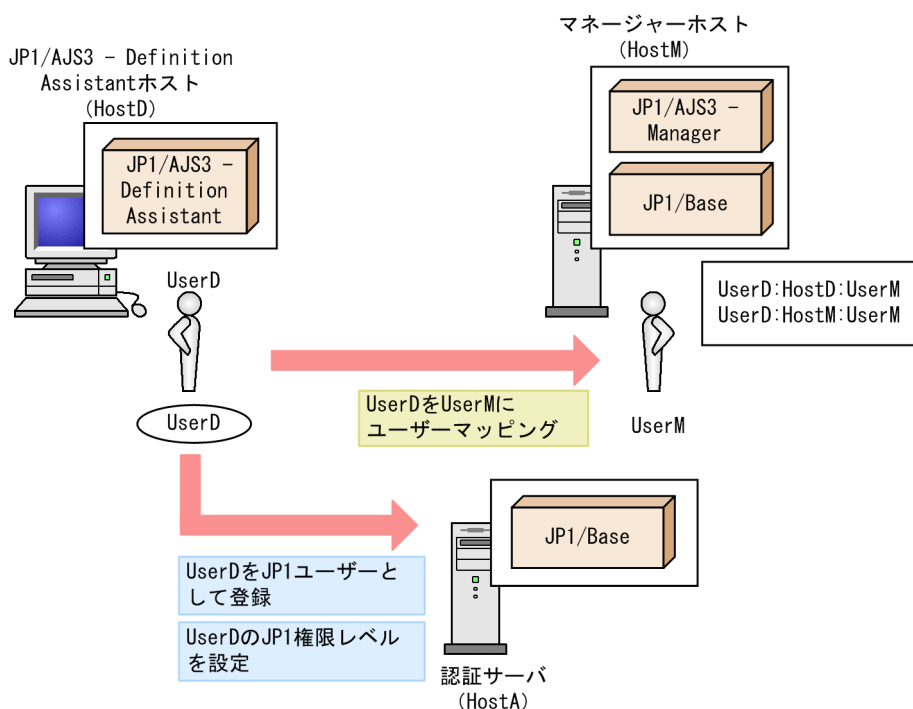 マネージャーホスト
(HostM)
JP1/AJS3 - Definition
Assistantホスト
(HostD)
JP1/AJS3 -
Manager
JP1/AJS3 -
Definition
Assistant
JP1/Base
UserD
UserD:HostD:UserM
UserD:HostM:UserM
UserDをUserMに
ユーザーマッピング
UserD
UserM
JP1/Base
UserDをJP1ユーザーと
して登録
UserDのJP1権限レベル
を設定
認証サーバ
(HostA)